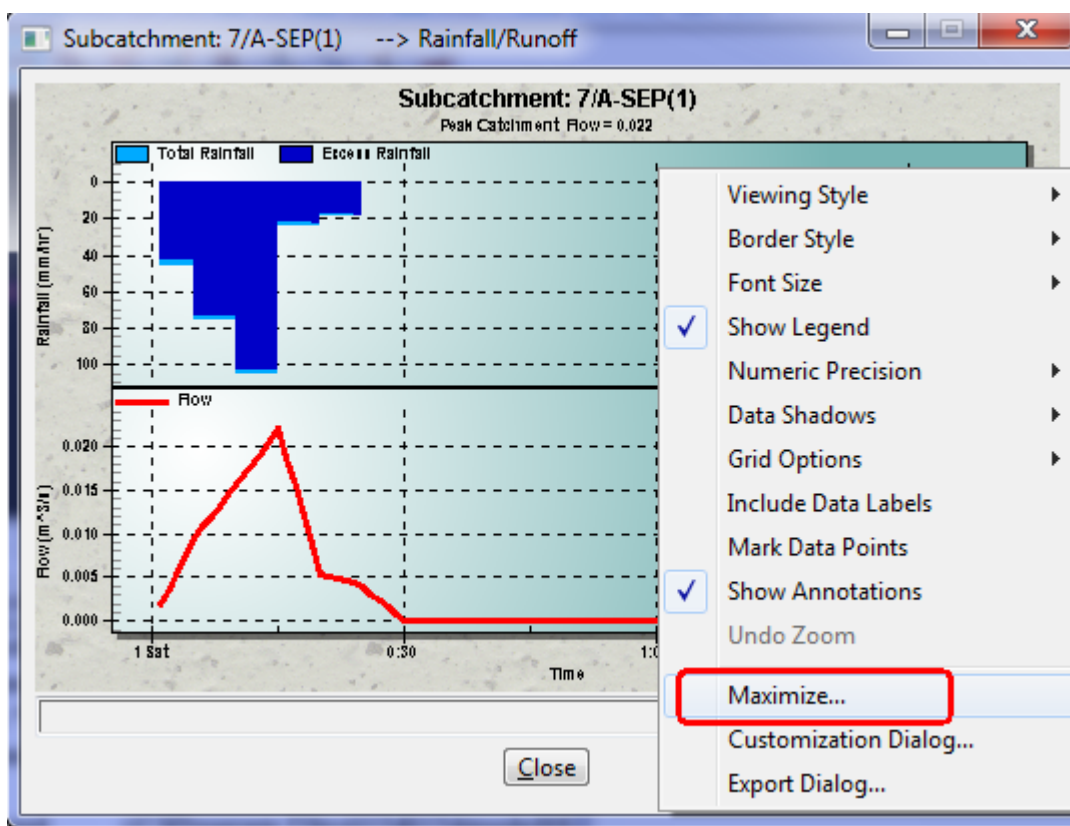 Subcatchment: 7/A-SEP(1) --> Rainfall/Runoff
Subcatchment: 7/A-SEP(1)
Peak Catchment Flow = 0.022
Total Rainfall Excess Rainfall
Rainfall (mm/hr)
0
20
40
60
80
100
Flow
Flow (m^3/s)
0.020
0.015
0.010
0.005
0.000
1 Sat 0:30 1:0
Time
Close
Viewing Style
Border Style
Font Size
Show Legend
Numeric Precision
Data Shadows
Grid Options
Include Data Labels
Mark Data Points
Show Annotations
Undo Zoom
Maximize...
Customization Dialog...
Export Dialog...